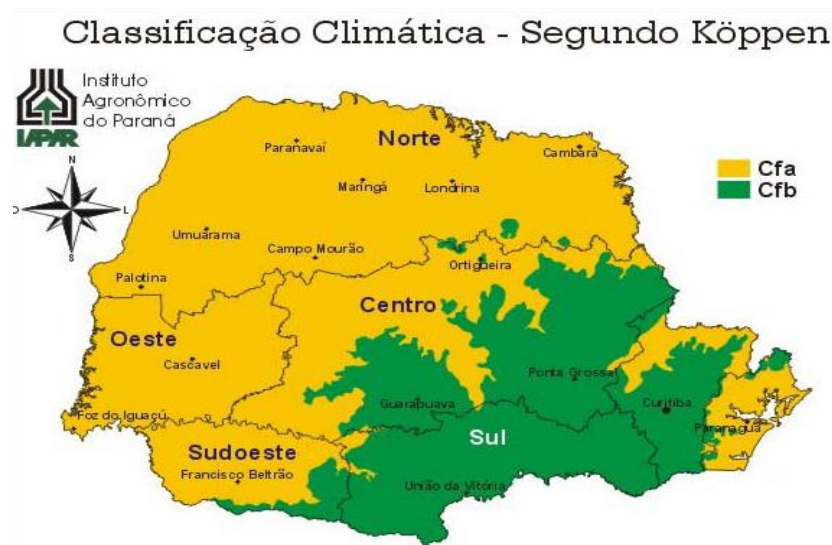 Classificação Climática - Segundo Köppen
Instituto
Agronômico
do Paraná
IAPAR
N
O
L
S
Cfa
Cfb
Norte
Paranavaí
Cambará
Maringá
Londrina
Umuarama
Campo Mourão
Ortigueira
Palotina
Centro
Oeste
Cascavel
Ponta Grossa
Guarapuava
Curitiba
Foz do Iguaçú
Paranaguá
Sul
Sudoeste
Francisco Beltrão
União da Vitória